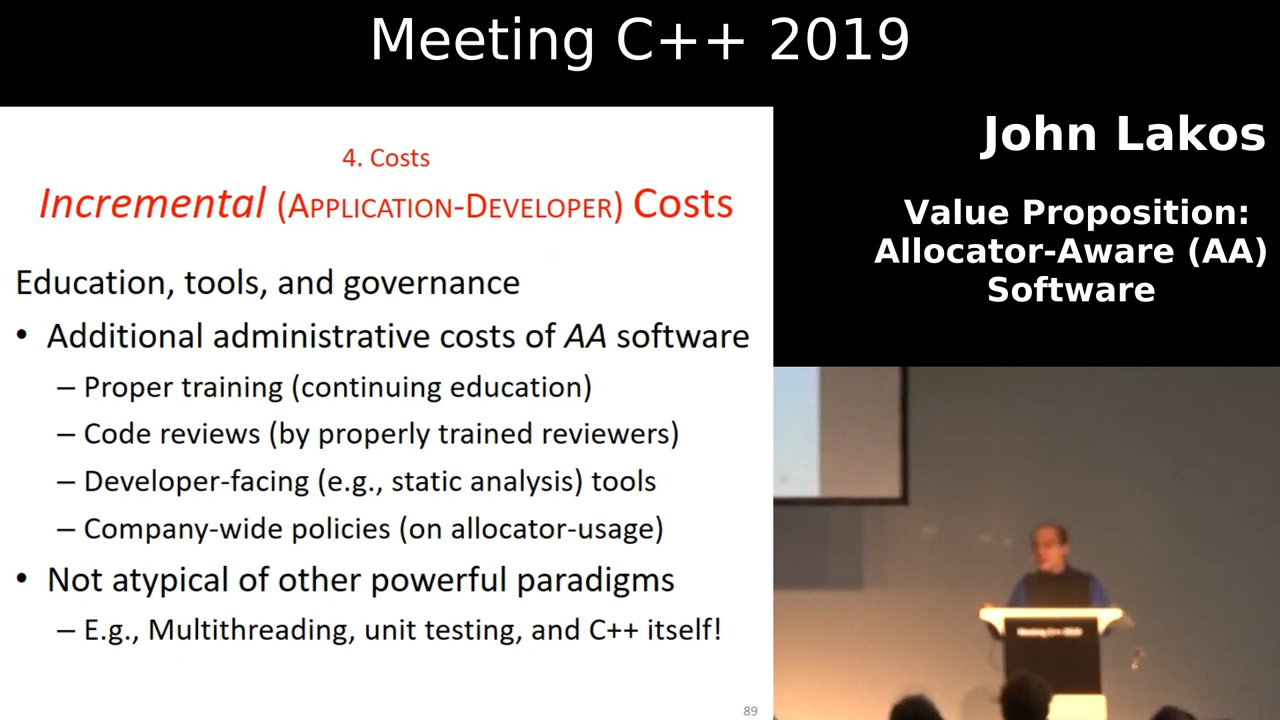 Meeting C++ 2019
4. Costs
Incremental (APPLICATION-DEVELOPER) Costs
Education, tools, and governance
• Additional administrative costs of AA software
– Proper training (continuing education)
– Code reviews (by properly trained reviewers)
– Developer-facing (e.g., static analysis) tools
– Company-wide policies (on allocator-usage)
• Not atypical of other powerful paradigms
– E.g., Multithreading, unit testing, and C++ itself!
89
John Lakos
Value Proposition:
Allocator-Aware (AA)
Software
Meeting C++ 2019